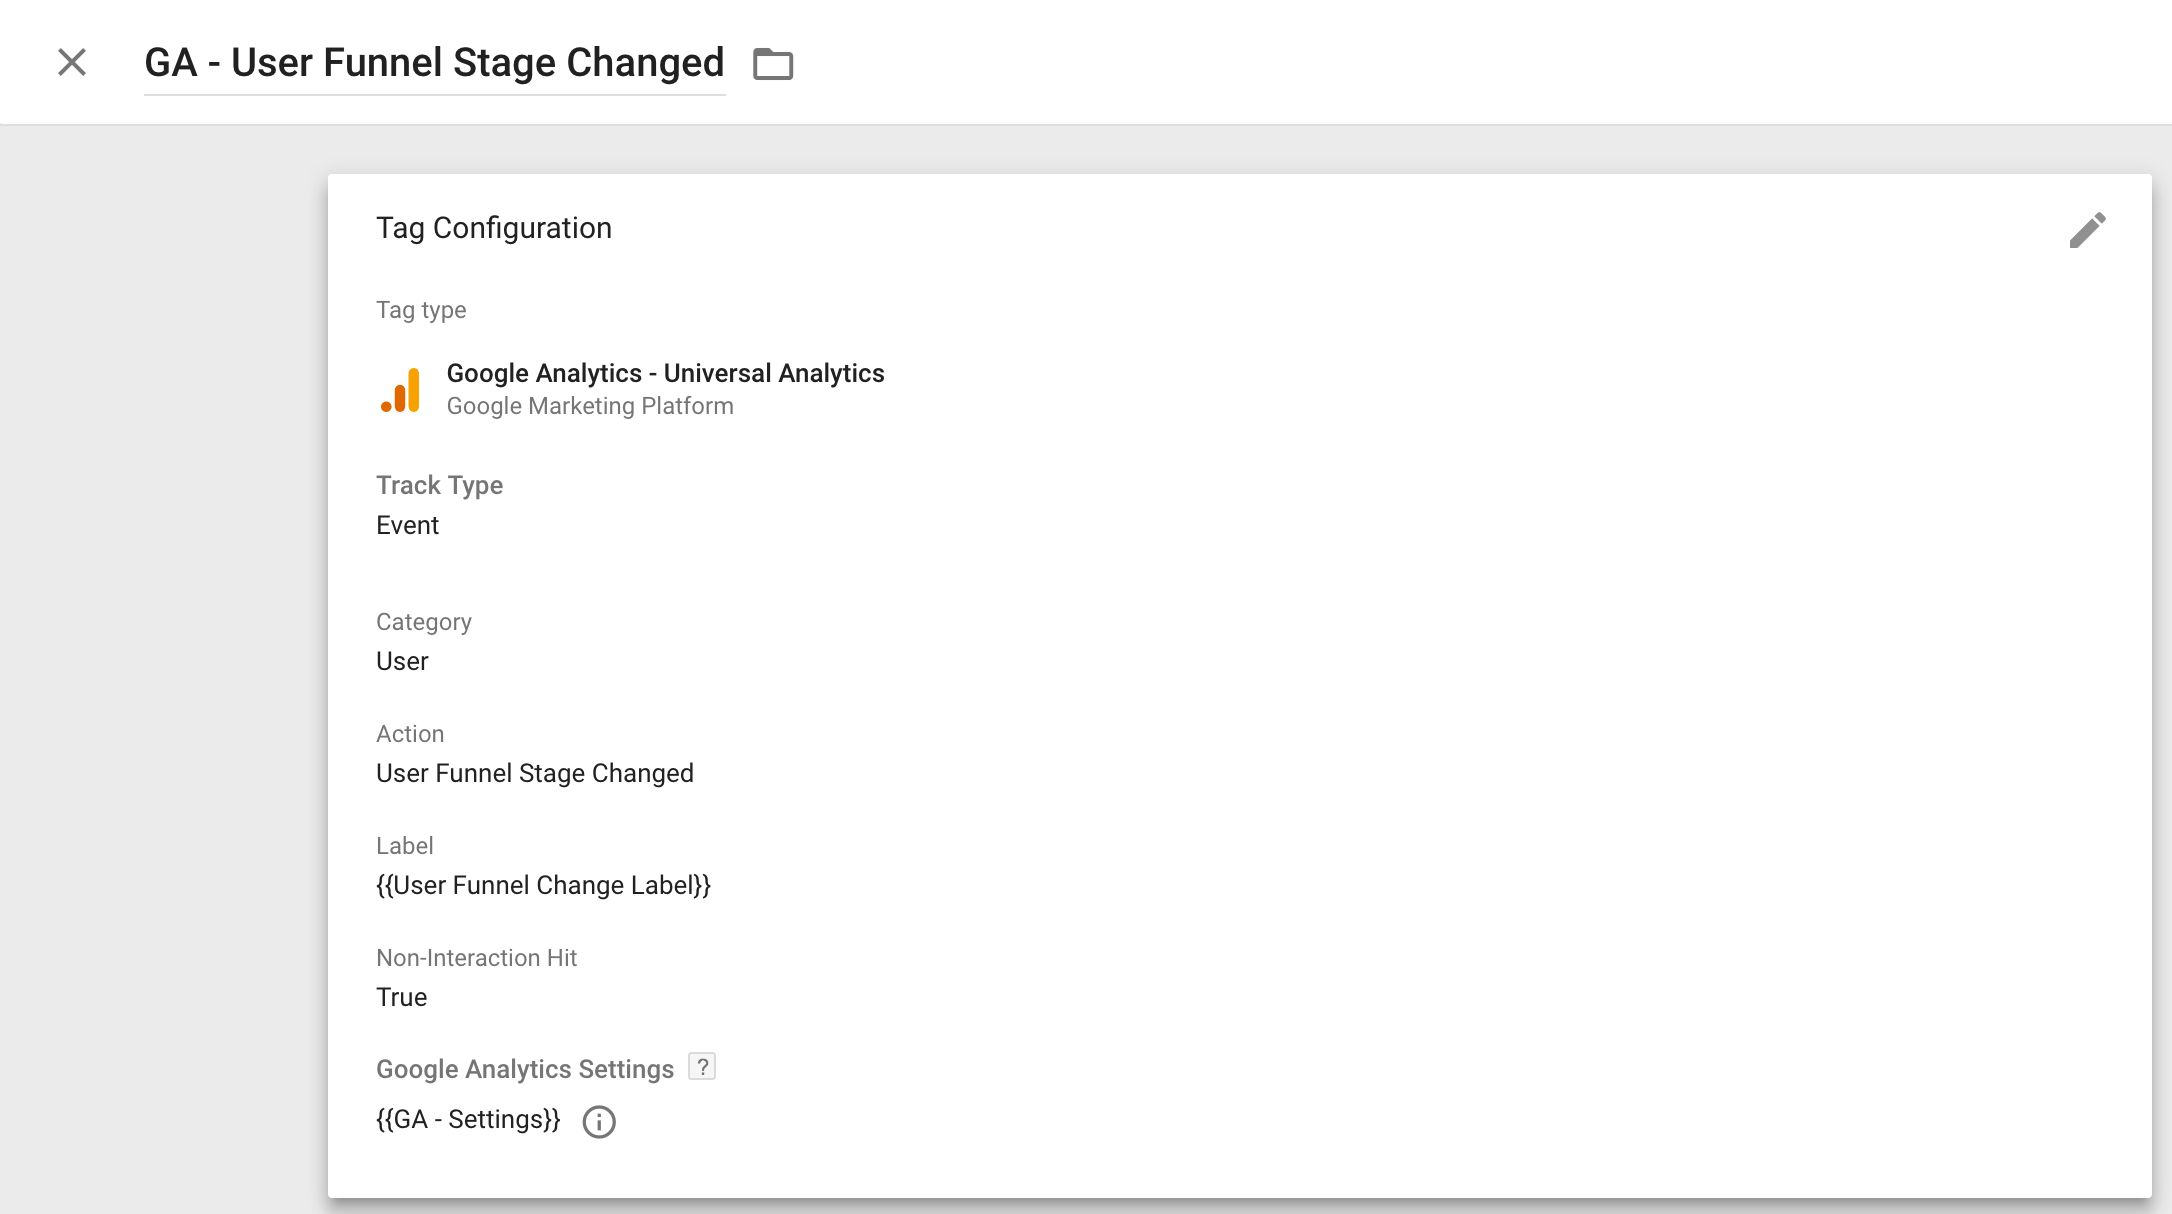 GA - User Funnel Stage Changed
Tag Configuration
Tag type
Google Analytics - Universal Analytics
Google Marketing Platform
Track Type
Event
Category
User
Action
User Funnel Stage Changed
Label
{{User Funnel Change Label}}
Non-Interaction Hit
True
Google Analytics Settings ?
{{GA - Settings}}